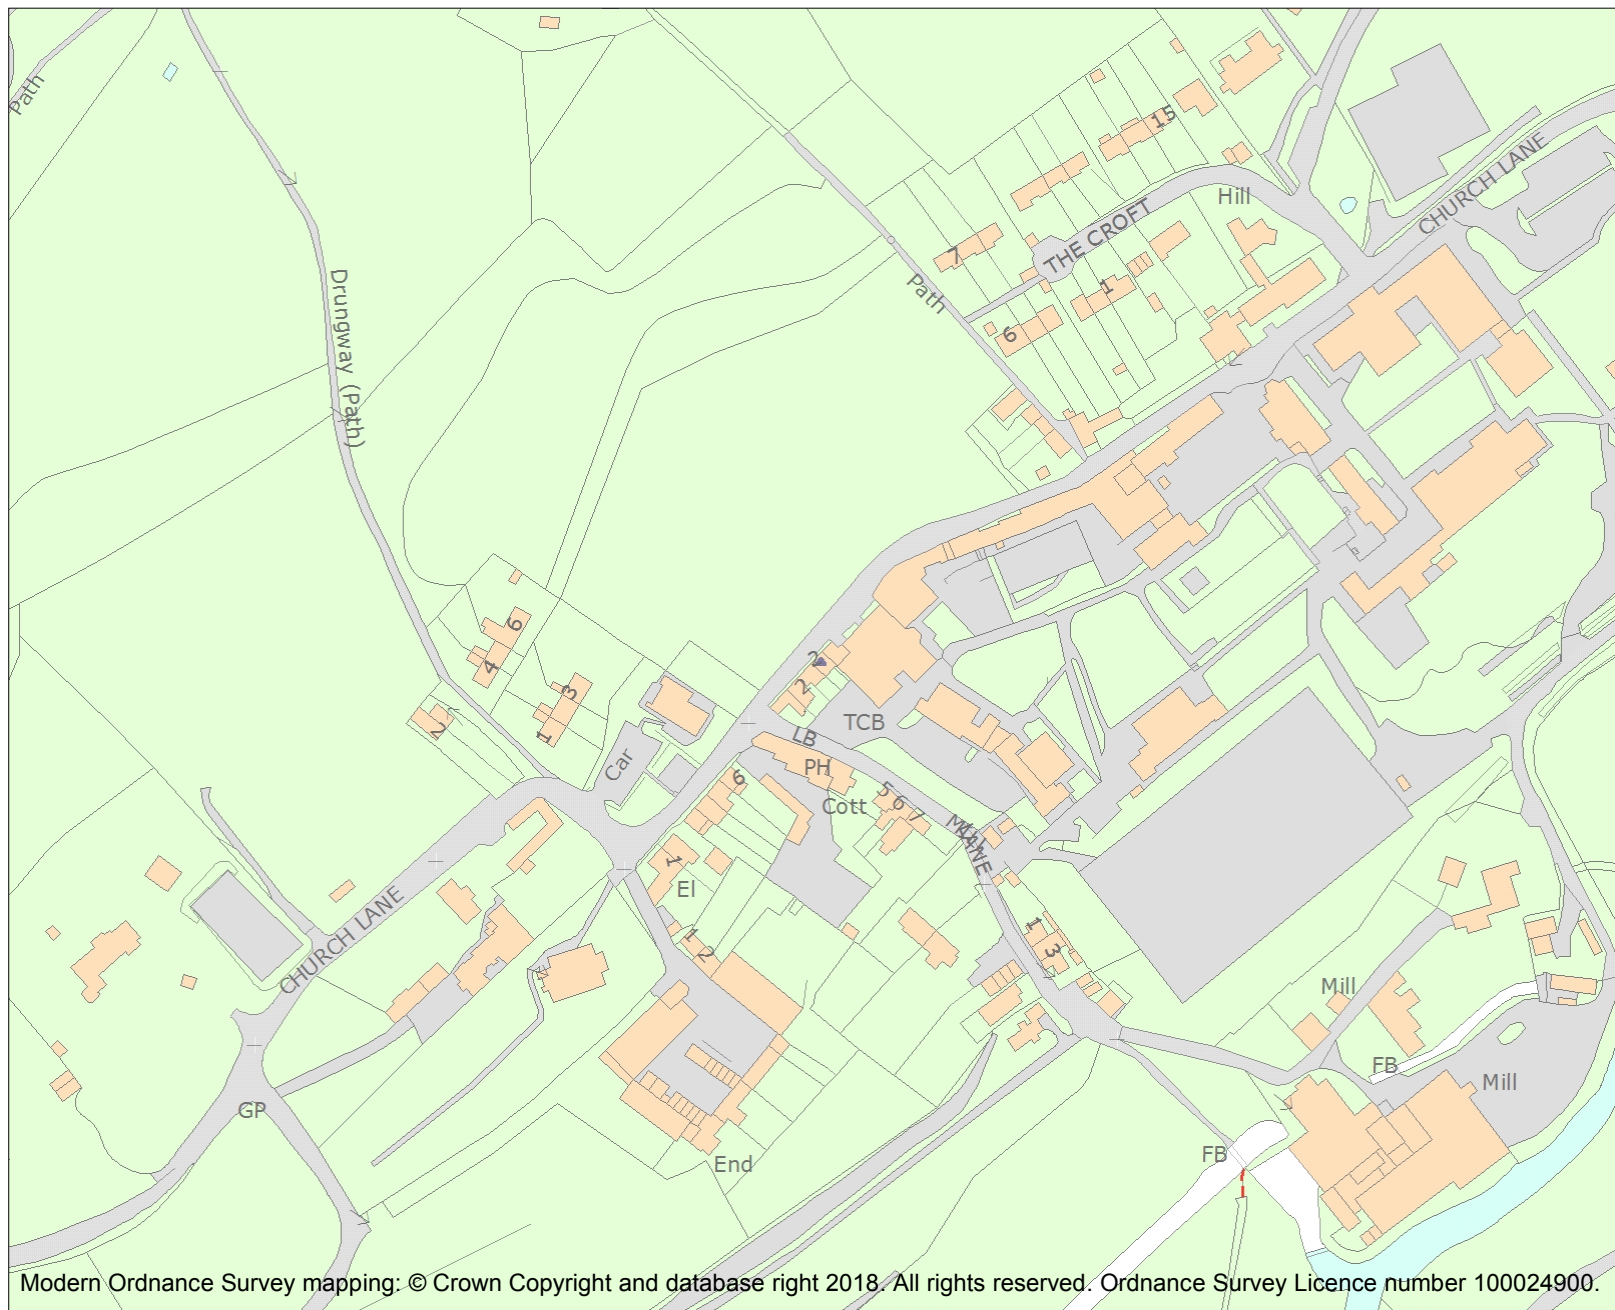 Path
15
CHURCH LANE
Hill
THE CROFT
7
Path
1
6
Drungway (Path)
6
4
3
1
2
2
2
TCB
LB
PH
Car
6
Cott
5 6 7
LANE
1
El
1 2
CHURCH LANE
1
3
Mill
FB
Mill
GP
FB
End
Modern Ordnance Survey mapping: © Crown Copyright and database right 2018. All rights reserved. Ordnance Survey Licence number 100024900.